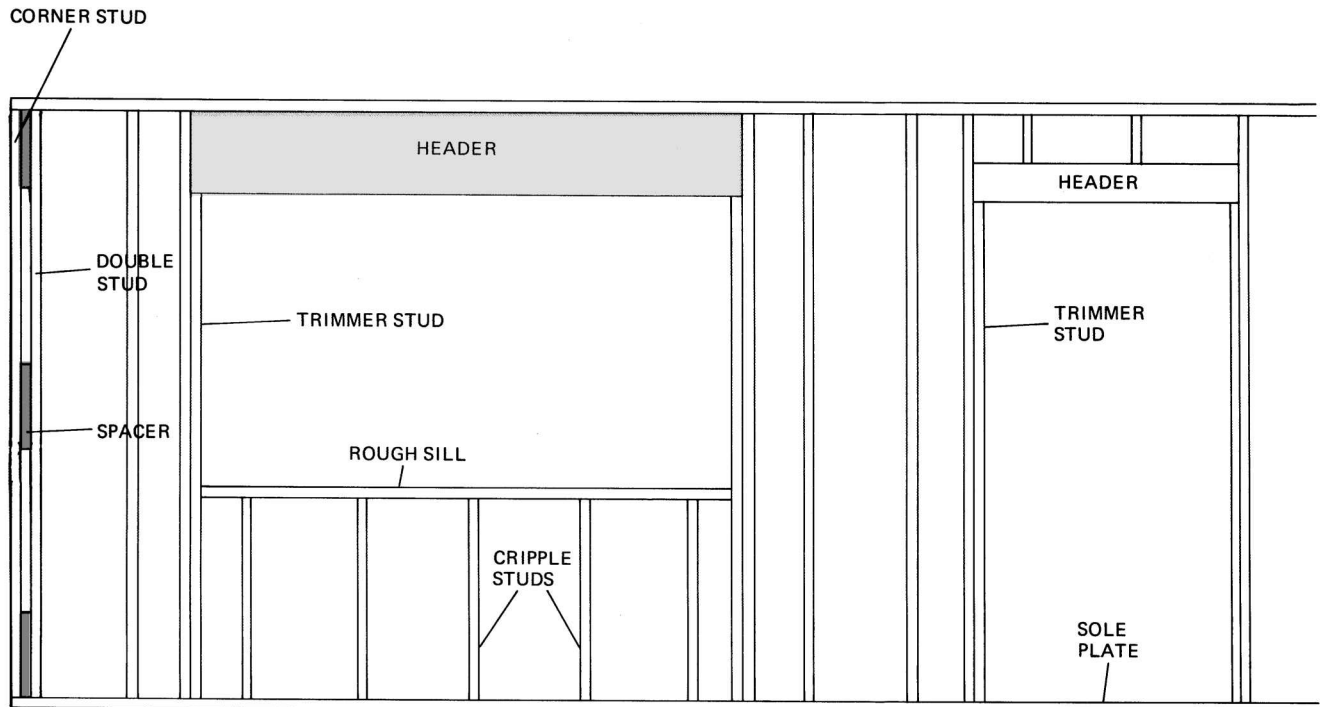 CORNER STUD
HEADER
HEADER
DOUBLE
STUD
TRIMMER STUD
TRIMMER
STUD
SPACER
ROUGH SILL
CRIPPLE
STUDS
SOLE
PLATE